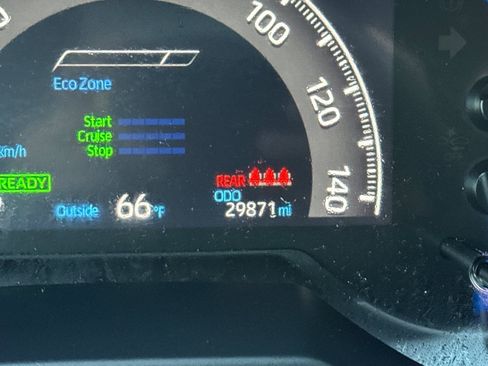 100
120
140
Eco Zone
Start
Cruise
Stop
km/h
READY
REAR
ODO
Outside 66°F
29871 mi